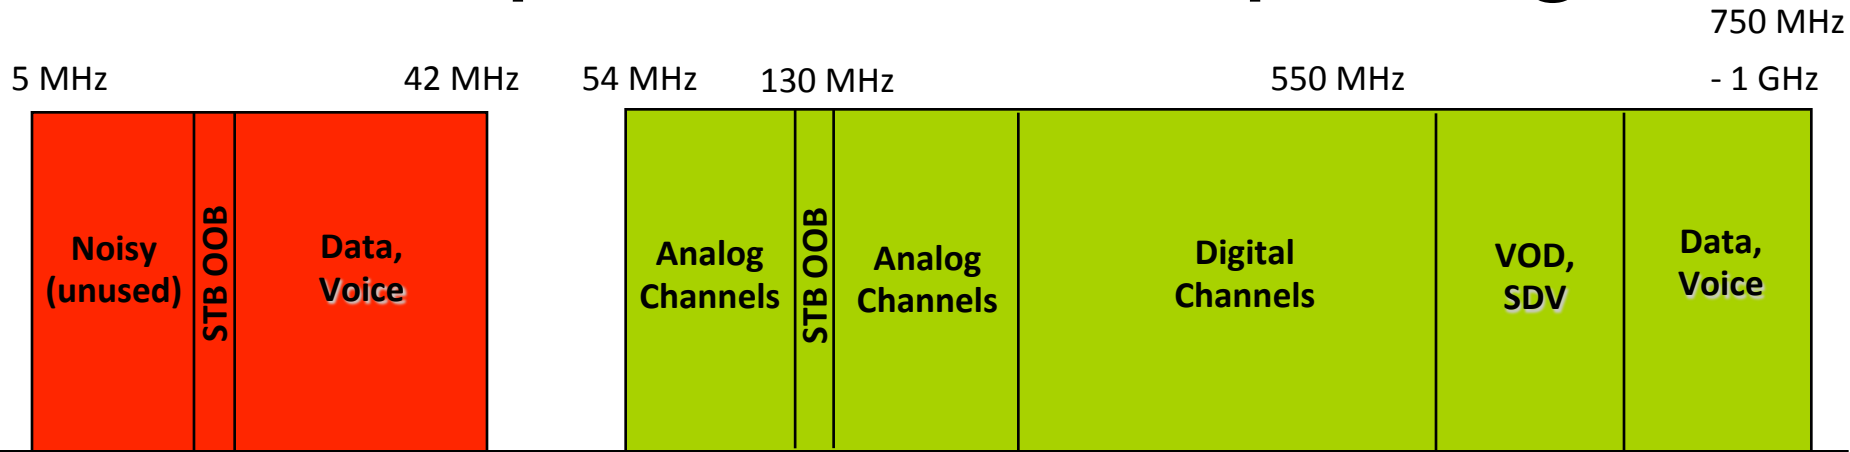 750 MHz
5 MHz
42 MHz
54 MHz
130 MHz
550 MHz
- 1 GHz
Noisy
(unused)
STB OOB
Data,
Voice
Analog
Channels
STB OOB
Analog
Channels
Digital
Channels
VOD,
SDV
Data,
Voice